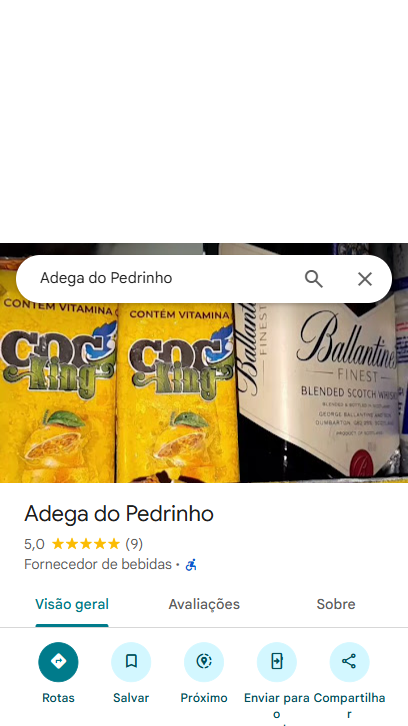 Adega do Pedrinho
CONTÉM VITAMINA
CONTÉM VITAMINA
COCO
King
COCO
King
Ballantine
FINEST
Ballantine's
FINEST
BLENDED SCOTCH WHISKY
GEORGE BALLANTINE AND SON
DUMBARTON, G82 2SS, SCOTLAND
PRODUCT OF SCOTLAND
Adega do Pedrinho
5,0 (9)
Fornecedor de bebidas ·
Visão geral Avaliações Sobre
Rotas Salvar Próximo Enviar para o Compartilhar